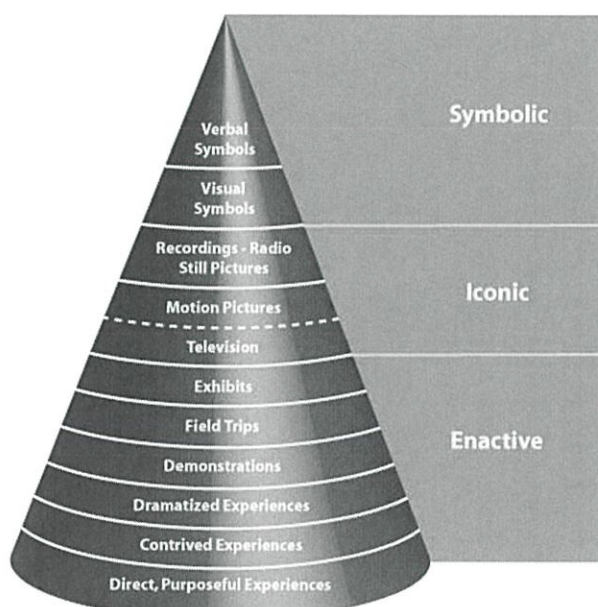 Verbal
Symbols
Visual
Symbols
Recordings - Radio
Still Pictures
Motion Pictures
Television
Exhibits
Field Trips
Demonstrations
Dramatized Experiences
Contrived Experiences
Direct, Purposeful Experiences
Symbolic
Iconic
Enactive